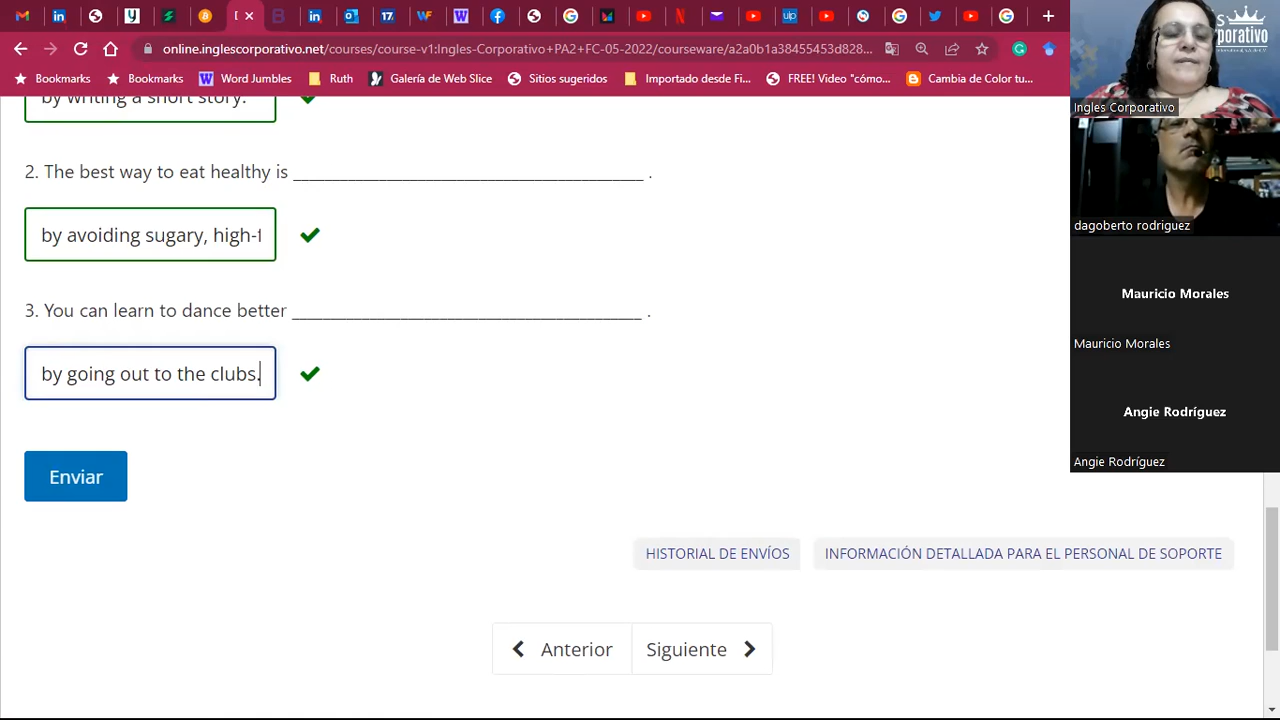 online.inglescorporativo.net/courses/course-v1:Ingles-Corporativo+PA2+FC-05-2022/courseware/a2a0b1a38455453d828...
Bookmarks
Bookmarks
Word Jumbles
Ruth
Galería de Web Slice
Sitios sugeridos
Importado desde Fi...
FREE! Video "cómo...
Cambia de Color tu...
by writing a short story.
2. The best way to eat healthy is ______________________________________ .
by avoiding sugary, high-f
3. You can learn to dance better ______________________________________ .
by going out to the clubs.
Enviar
HISTORIAL DE ENVÍOS
INFORMACIÓN DETALLADA PARA EL PERSONAL DE SOPORTE
Anterior
Siguiente
Ingles Corporativo
dagoberto rodriguez
Mauricio Morales
Mauricio Morales
Angie Rodríguez
Angie Rodríguez